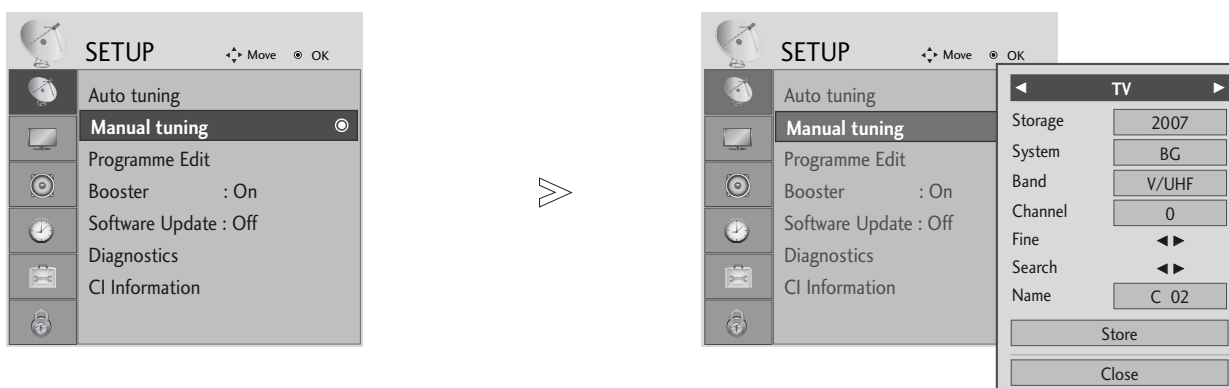 SETUP Move OK
Auto tuning
Manual tuning
Programme Edit
Booster : On
Software Update : Off
Diagnostics
CI Information
SETUP Move OK
Auto tuning
Manual tuning
Programme Edit
Booster : On
Software Update : Off
Diagnostics
CI Information
◄ TV ►
Storage 2007
System BG
Band V/UHF
Channel 0
Fine ◄►
Search ◄►
Name C 02
Store
Close